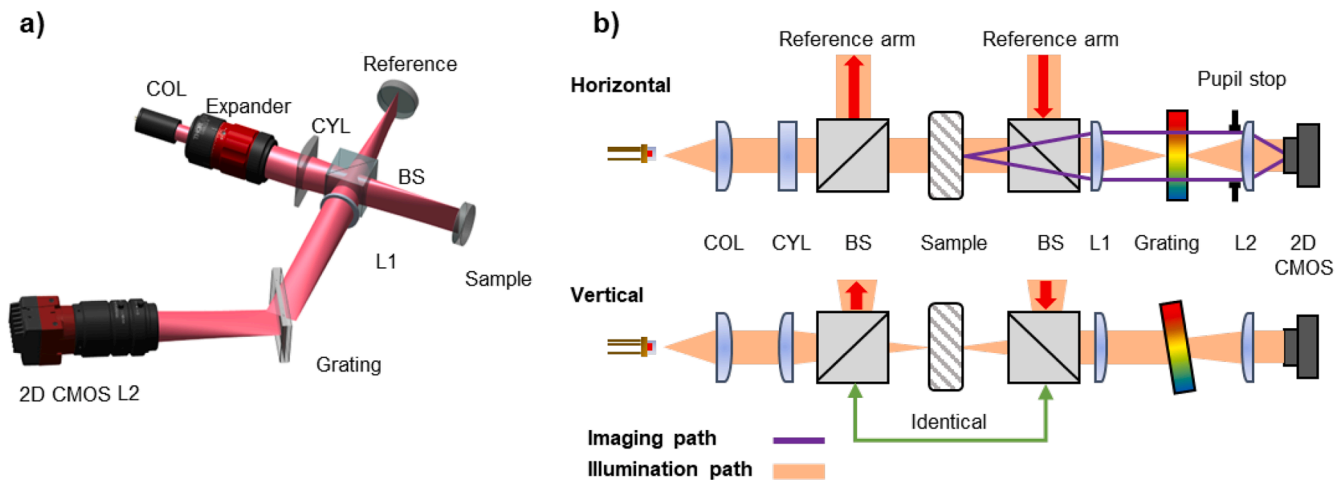 a)
COL
Expander
CYL
Reference
BS
L1
Sample
Grating
2D CMOS L2
b)
Reference arm
Reference arm
Horizontal
Pupil stop
COL
CYL
BS
Sample
BS
L1
Grating
L2
2D
CMOS
Vertical
Identical
Imaging path
Illumination path